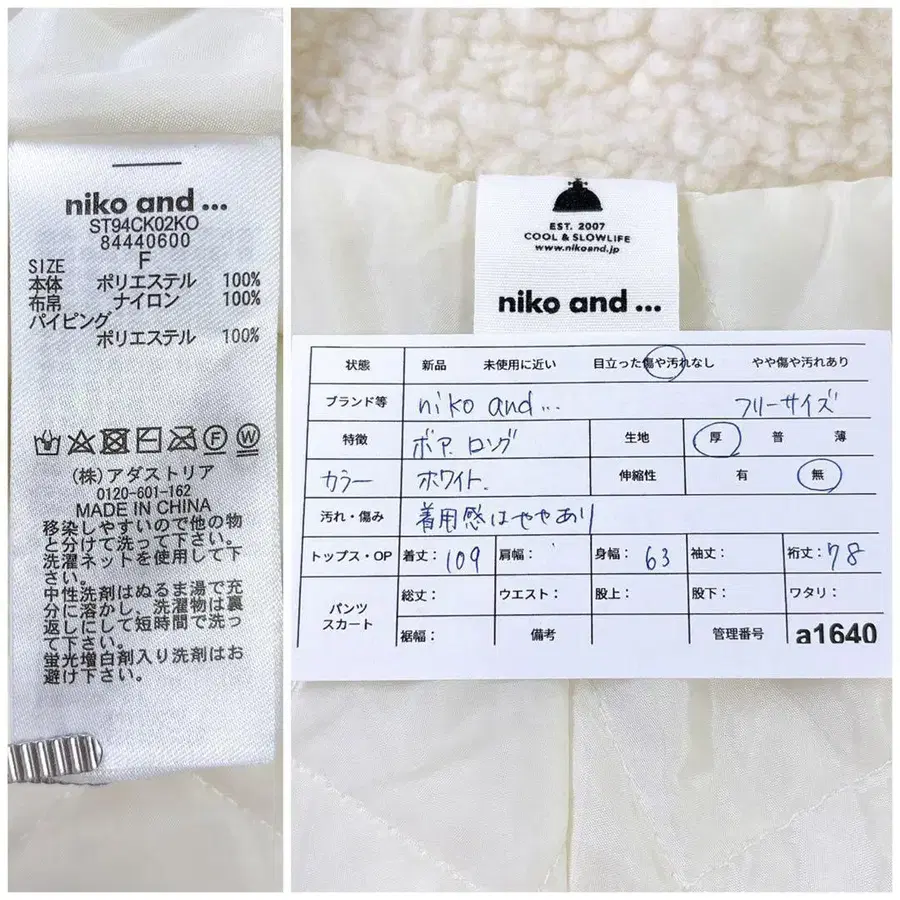 niko and ...
ST94CK02KO
84440600
SIZE F
本体 ポリエステル 100%
布帛 ナイロン 100%
パイピング
ポリエステル 100%
(株)アダストリア
0120-601-162
MADE IN CHINA
移染しやすいので他の物
と分けて洗って下さい。
洗濯ネットを使用して下
さい。
中性洗剤はぬるま湯で充
分に溶かし、洗濯物は裏
返しにして短時間で洗っ
て下さい。
蛍光増白剤入り洗剤はお
避け下さい。
EST. 2007
COOL & SLOWLIFE
www.nikoand.jp
niko and ...
状態 新品 未使用に近い 目立った傷や汚れなし やや傷や汚れあり
ブランド等 niko and... フリーサイズ
特徴 ボア ロング 生地 厚 普 薄
カラー ホワイト. 伸縮性 有 無
汚れ・傷み 着用感はややあり
トップス・OP 着丈: 109 肩幅: 身幅: 63 袖丈: 裄丈: 78
パンツ スカート 総丈: ウエスト: 股上: 股下: ワタリ:
裾幅: 備考 管理番号 a1640